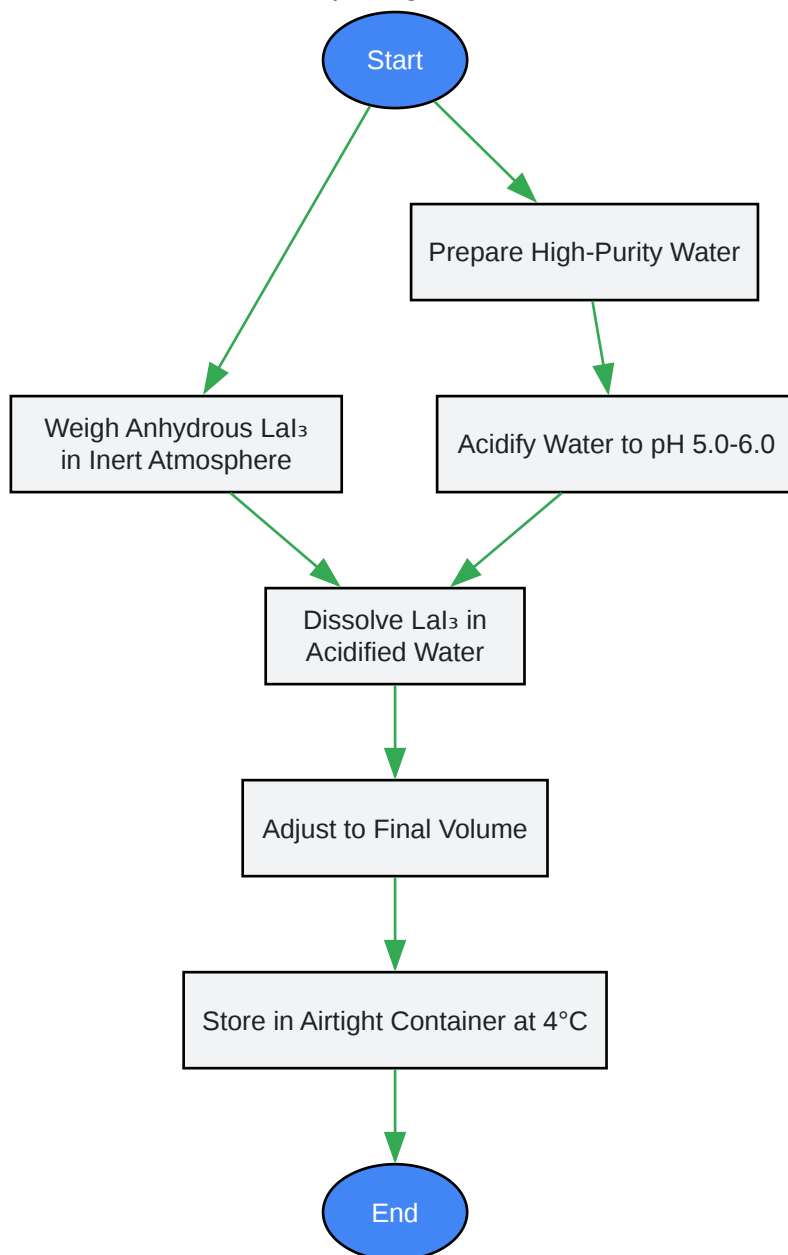 Start
Prepare High-Purity Water
Weigh Anhydrous LaI₃
in Inert Atmosphere
Acidify Water to pH 5.0-6.0
Dissolve LaI₃ in
Acidified Water
Adjust to Final Volume
Store in Airtight Container at 4°C
End